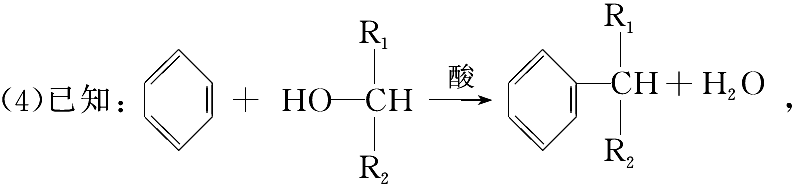 R₁ R₁
(4)已知： + HO—CH 酸→ —CH + H₂O ，
R₂ R₂